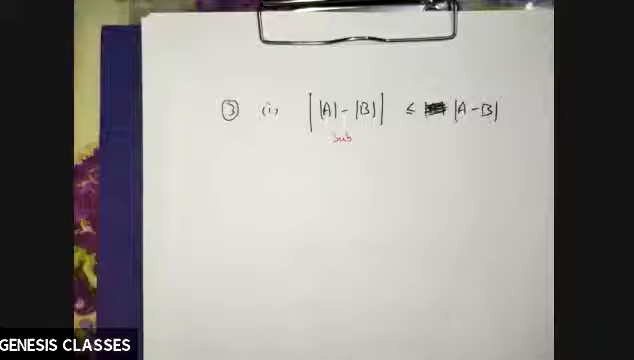 ③ (i) | |A| - |B| | ≤ |A - B|
sub
GENESIS CLASSES